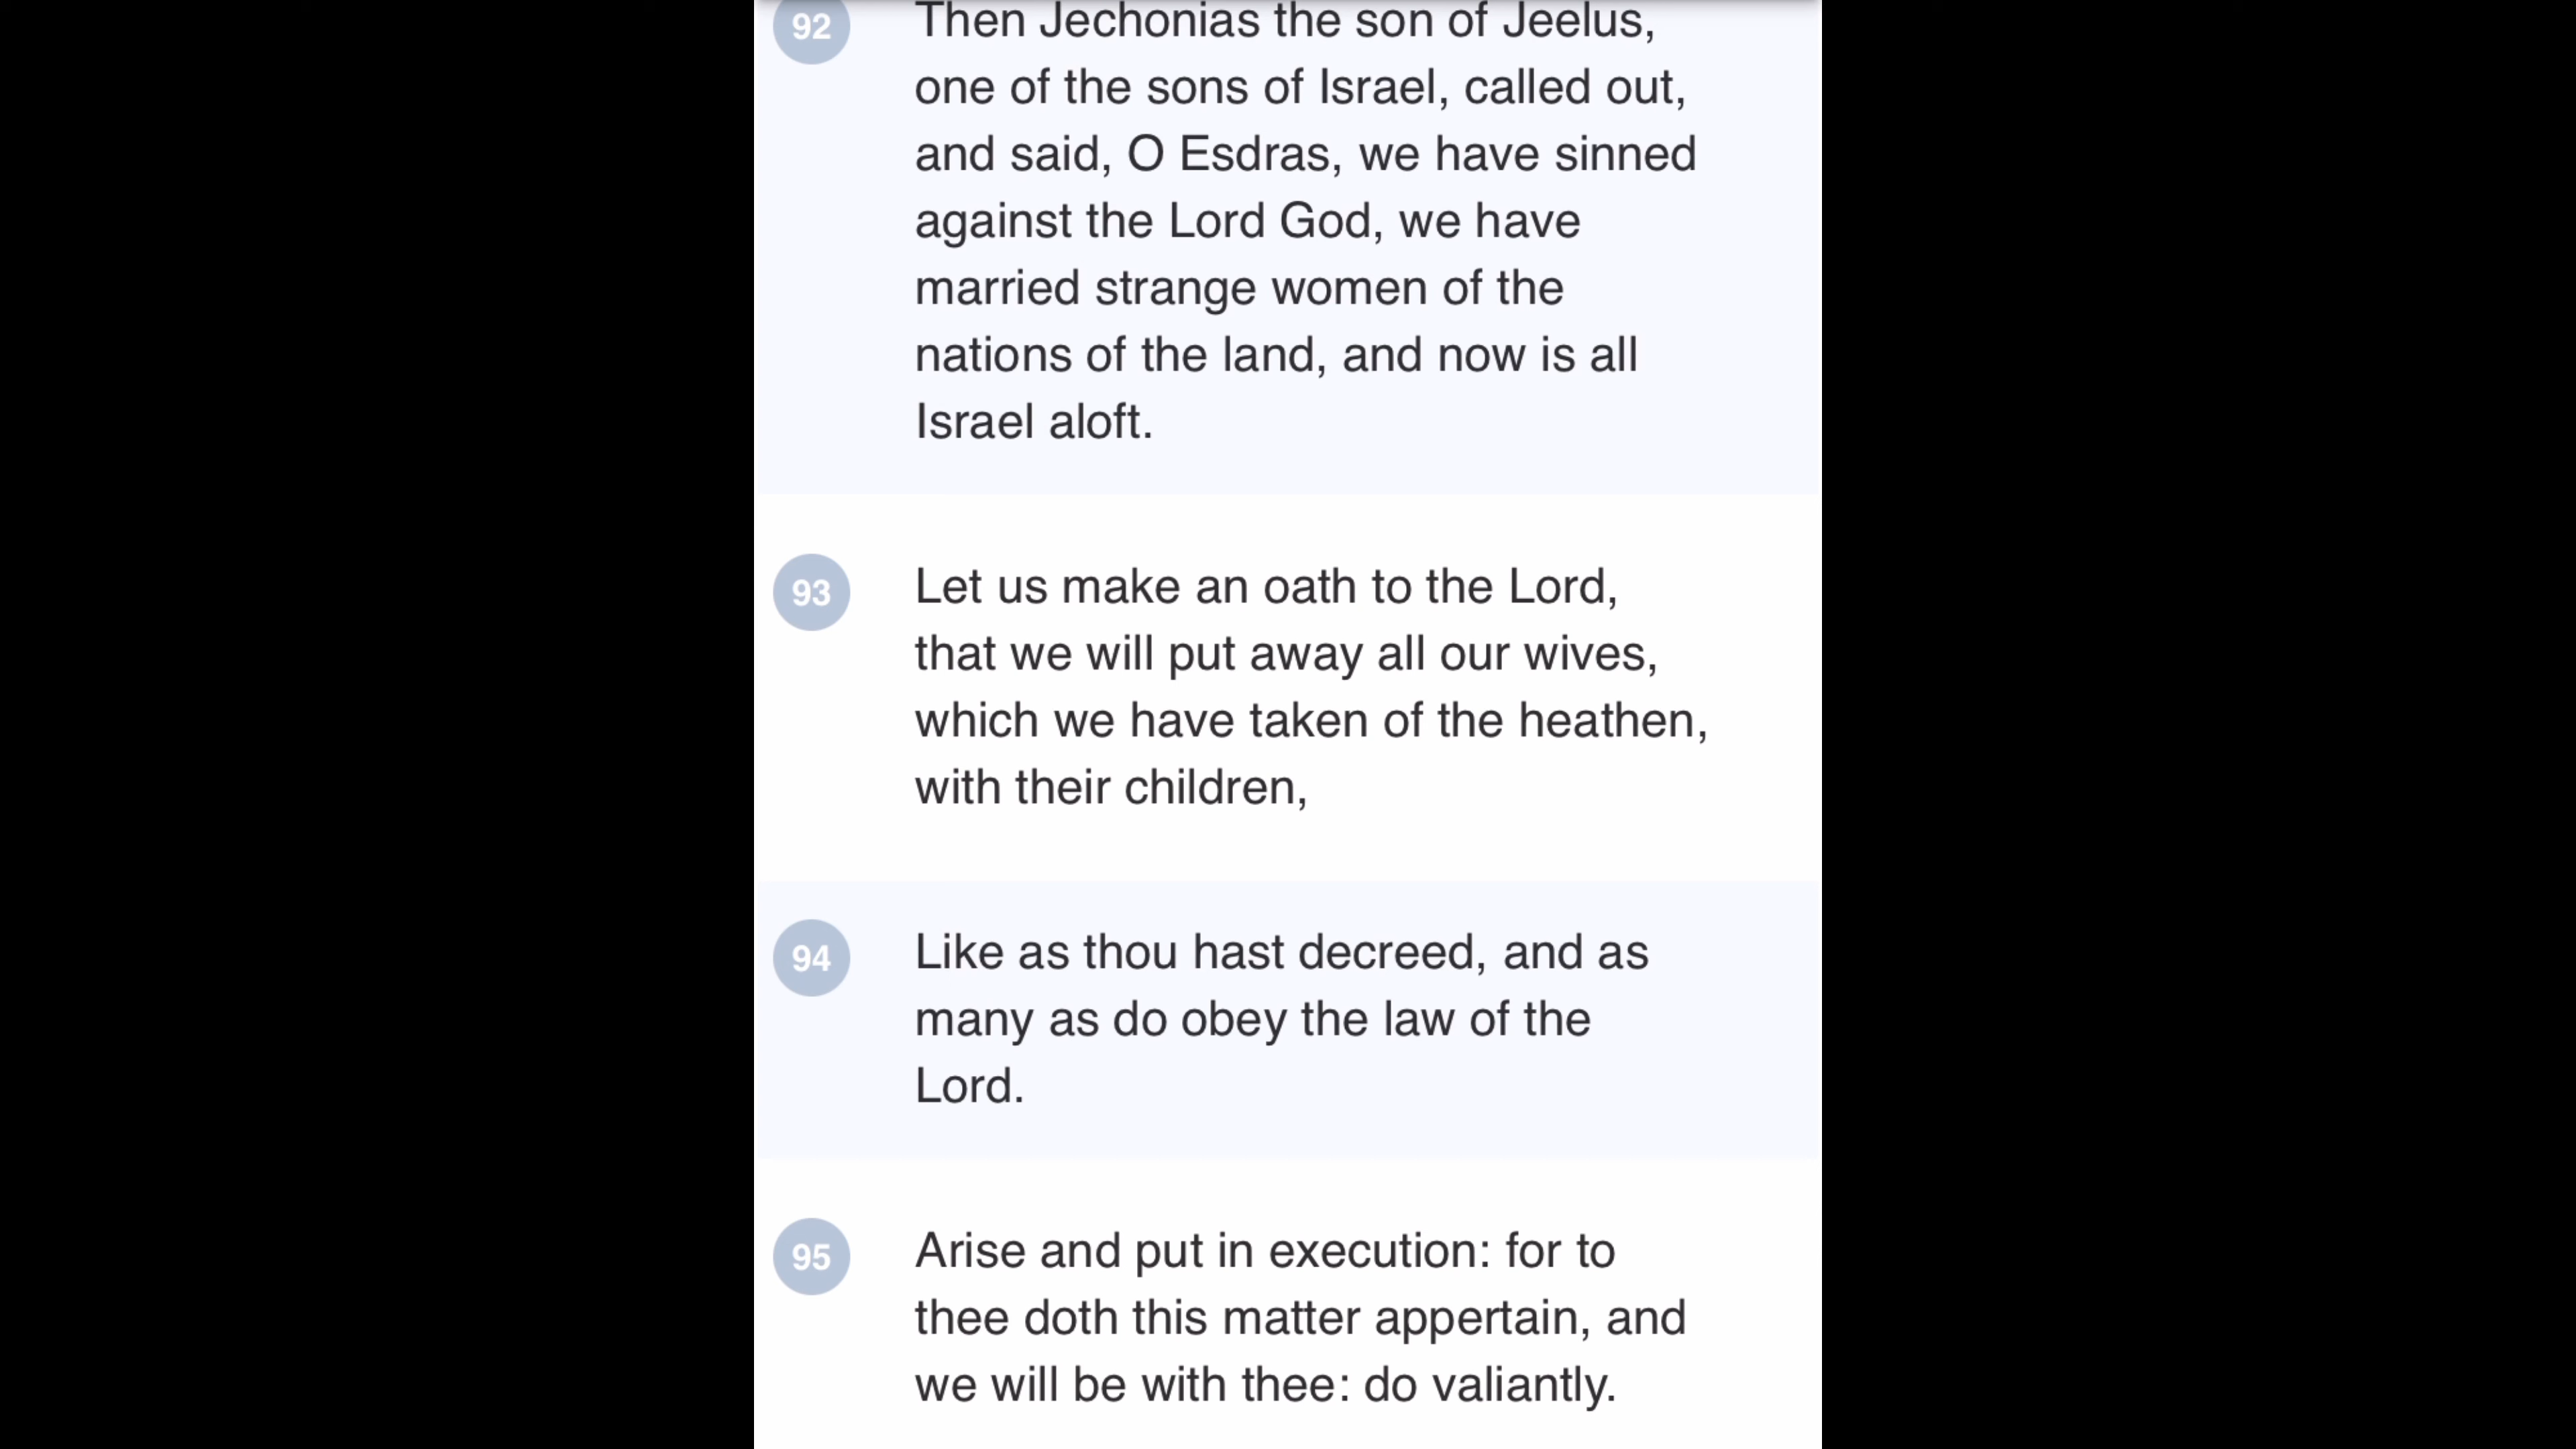 92 Then Jechonias the son of Jeelus,
one of the sons of Israel, called out,
and said, O Esdras, we have sinned
against the Lord God, we have
married strange women of the
nations of the land, and now is all
Israel aloft.
93 Let us make an oath to the Lord,
that we will put away all our wives,
which we have taken of the heathen,
with their children,
94 Like as thou hast decreed, and as
many as do obey the law of the
Lord.
95 Arise and put in execution: for to
thee doth this matter appertain, and
we will be with thee: do valiantly.